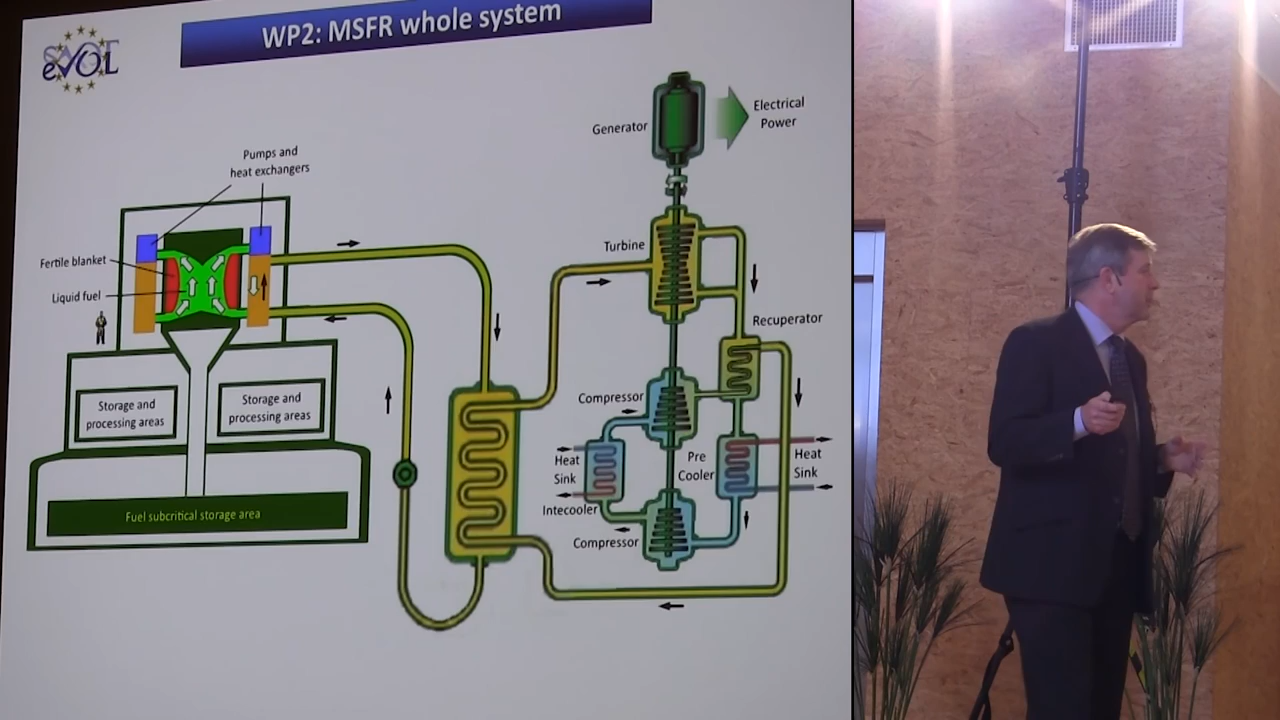 WP2: MSFR whole system
eVOL
Electrical
Power
Generator
Pumps and
heat exchangers
Turbine
Fertile blanket
Liquid fuel
Recuperator
Storage and
processing areas
Storage and
processing areas
Compressor
Heat
Sink
Pre
Cooler
Heat
Sink
Intecooler
Fuel subcritical storage area
Compressor